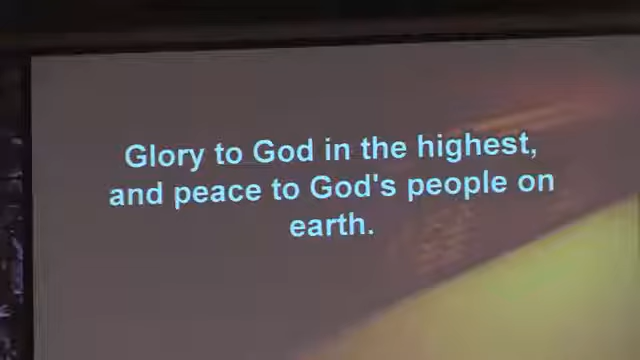 Glory to God in the highest,
and peace to God's people on
earth.